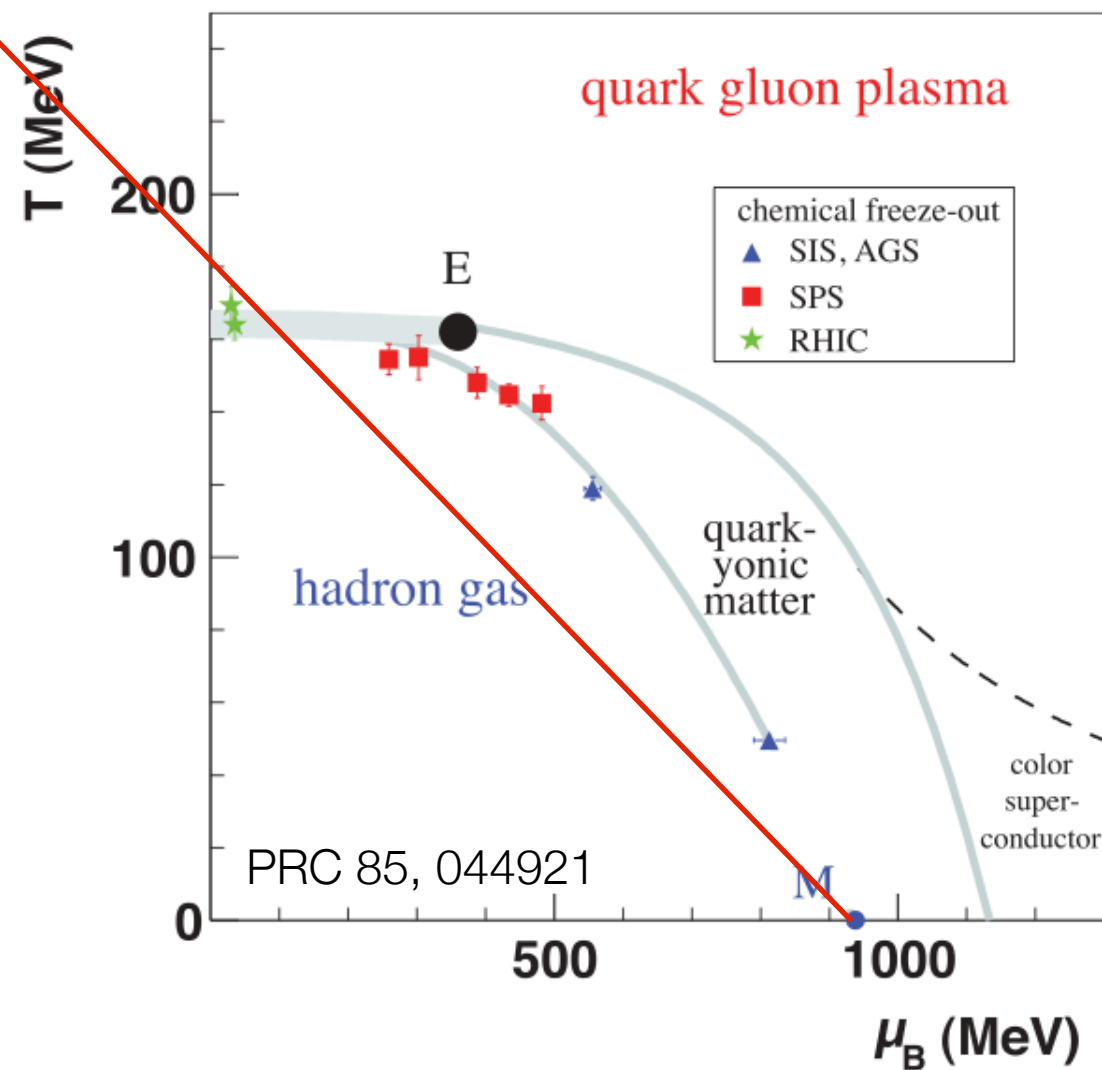 T (MeV)
quark gluon plasma
200
chemical freeze-out
SIS, AGS
SPS
RHIC
E
100
hadron gas
quark-
yonic
matter
color
super-
conductor
PRC 85, 044921
M
0
500
1000
μB (MeV)